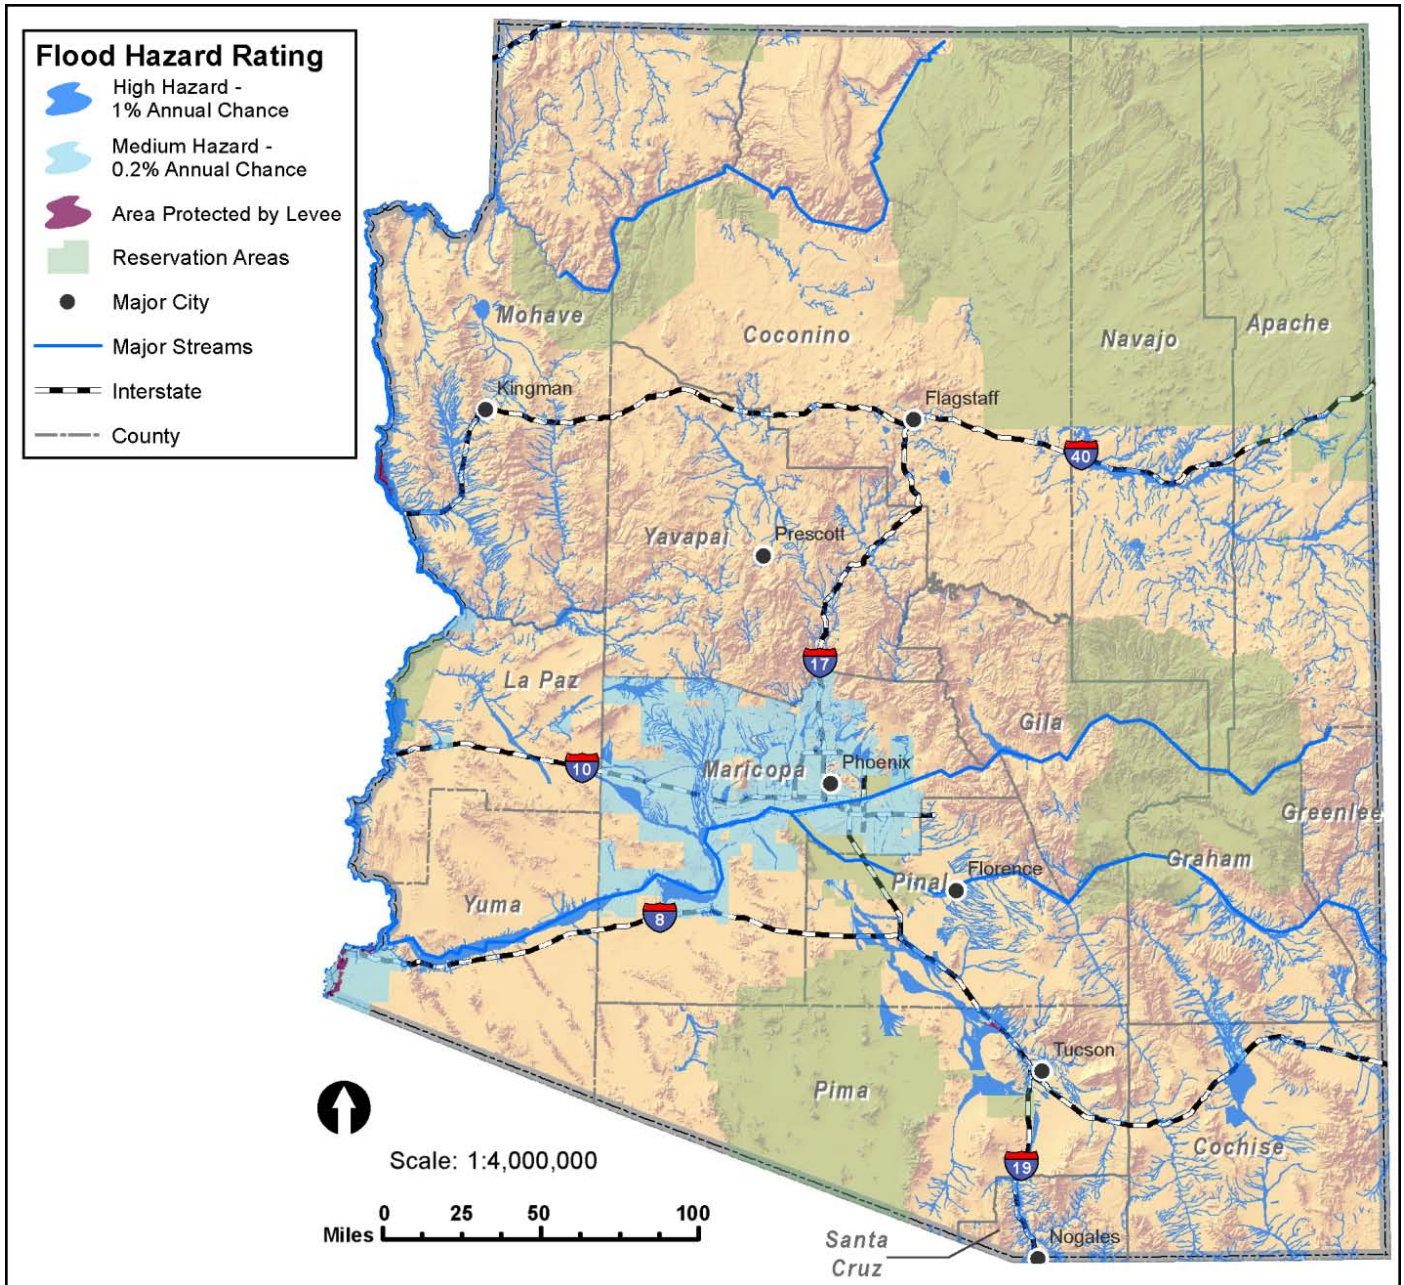 Flood Hazard Rating
High Hazard -
1% Annual Chance
Medium Hazard -
0.2% Annual Chance
Area Protected by Levee
Reservation Areas
Major City
Major Streams
Interstate
County
Mohave
Coconino
Navajo
Apache
Kingman
Flagstaff
40
Yavapai
Prescott
17
La Paz
Gila
10
Maricopa
Phoenix
Greenlee
Graham
Florence
Pinal
Yuma
8
Tucson
Pima
Cochise
19
Santa
Cruz
Nogales
Scale: 1:4,000,000
0 25 50 100
Miles